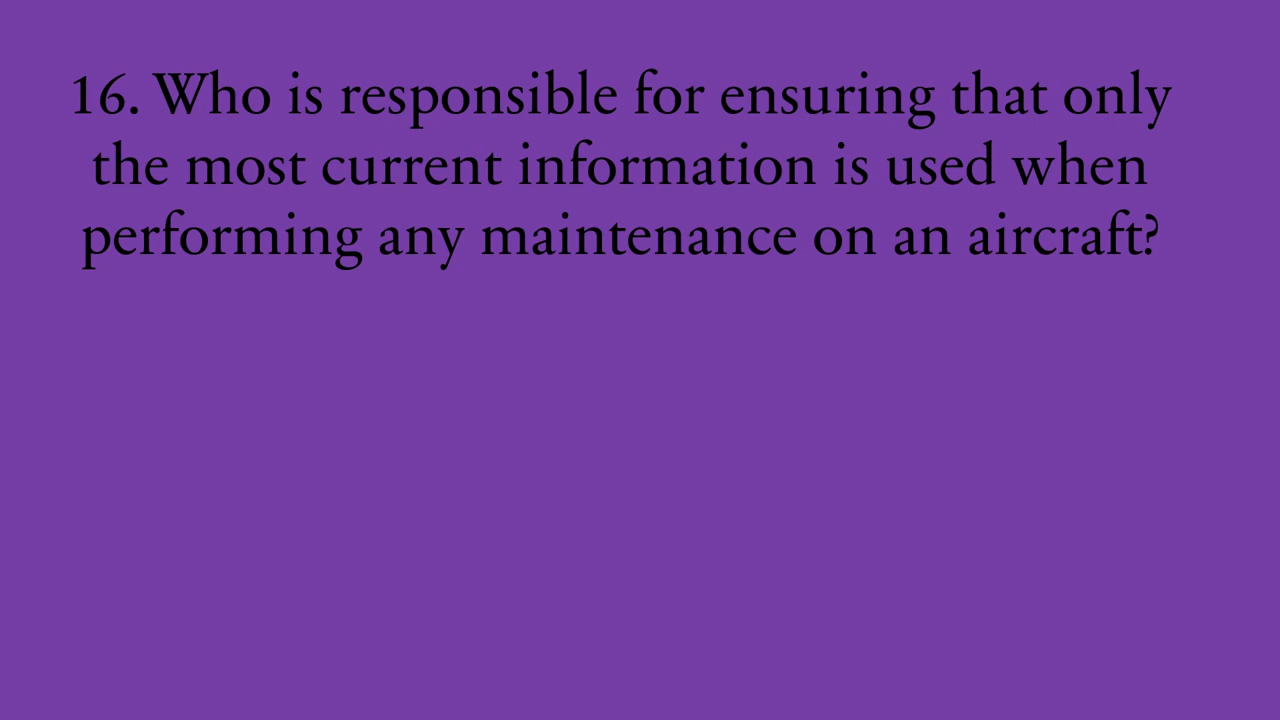 16. Who is responsible for ensuring that only
the most current information is used when
performing any maintenance on an aircraft?